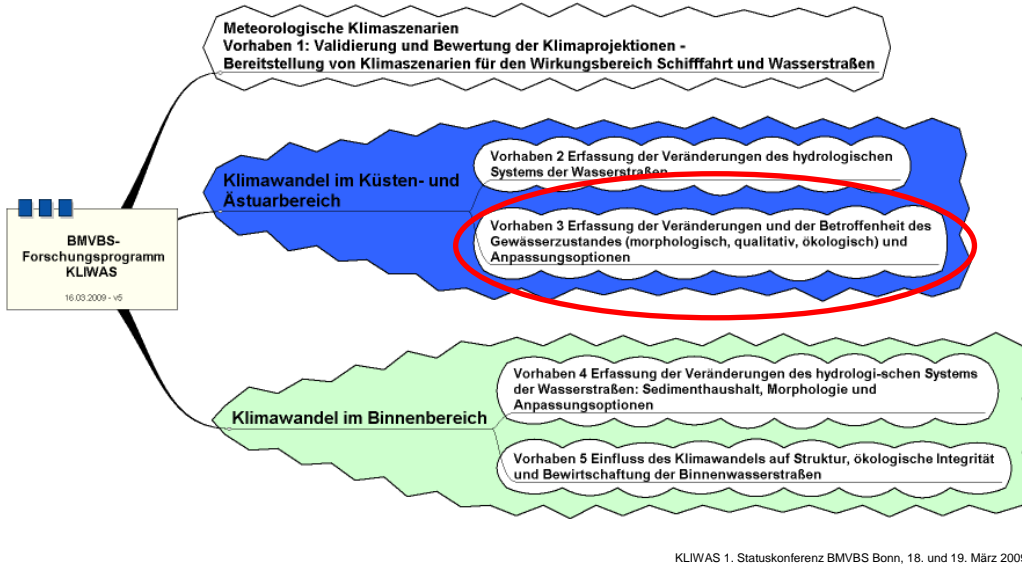 Meteorologische Klimaszenarien
Vorhaben 1: Validierung und Bewertung der Klimaprojektionen -
Bereitstellung von Klimaszenarien für den Wirkungsbereich Schifffahrt und Wasserstraßen
Klimawandel im Küsten- und
Ästuarbereich
Vorhaben 2 Erfassung der Veränderungen des hydrologischen
Systems der Wasserstraßen
Vorhaben 3 Erfassung der Veränderungen und der Betroffenheit des
Gewässerzustandes (morphologisch, qualitativ, ökologisch) und
Anpassungsoptionen
BMVBS-
Forschungsprogramm
KLIWAS
16.03.2009 - v5
Klimawandel im Binnenbereich
Vorhaben 4 Erfassung der Veränderungen des hydrologi-schen Systems
der Wasserstraßen: Sedimenthaushalt, Morphologie und
Anpassungsoptionen
Vorhaben 5 Einfluss des Klimawandels auf Struktur, ökologische Integrität
und Bewirtschaftung der Binnenwasserstraßen
KLIWAS 1. Statuskonferenz BMVBS Bonn, 18. und 19. März 2009